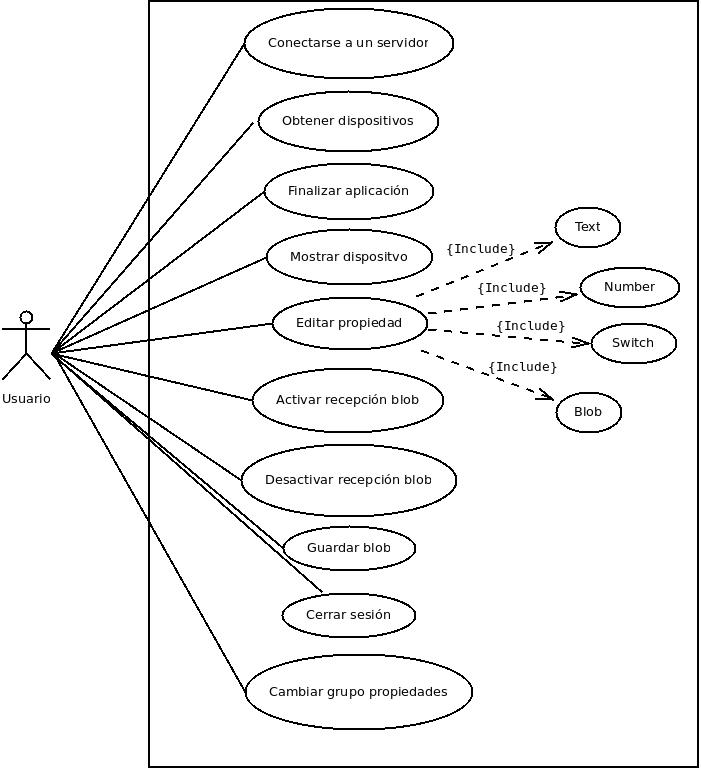 Conectarse a un servidor
Obtener dispositivos
Finalizar aplicación
Mostrar dispositvo
Editar propiedad
Activar recepción blob
Desactivar recepción blob
Guardar blob
Cerrar sesión
Cambiar grupo propiedades
Usuario
{Include}
Text
{Include}
Number
{Include}
Switch
{Include}
Blob